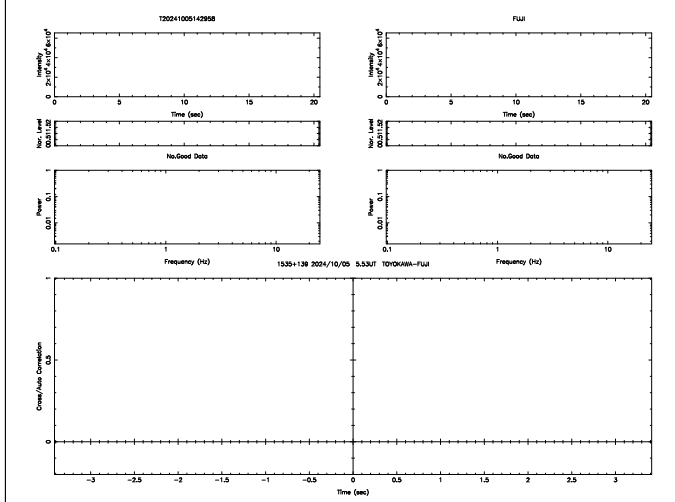 T20241005142958 FUJI
Intensity 0 2×10⁴ 4×10⁴ 6×10⁴ Intensity 0 2×10⁴ 4×10⁴ 6×10⁴
0 5 10 15 20 0 5 10 15 20
Time (sec) Time (sec)
Nor. Level 00.511.52 Nor. Level 00.511.52
No.Good Data No.Good Data
Power 0.01 0.1 1 Power 0.01 0.1 1
0.1 1 10 0.1 1 10
Frequency (Hz) Frequency (Hz)
1535+139 2024/10/05 5.53UT TOYOKAWA-FUJI
Cross/Auto Correlation 0 0.5 1
-3 -2.5 -2 -1.5 -1 -0.5 0 0.5 1 1.5 2 2.5 3
Time (sec)